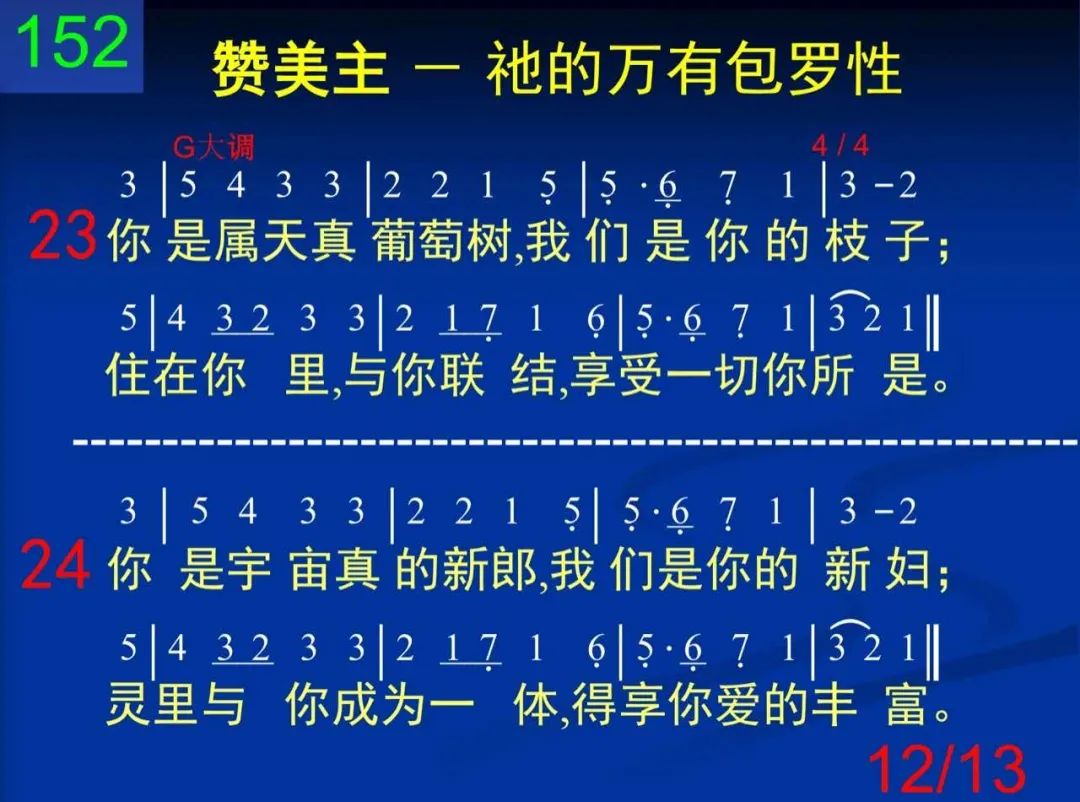 152
赞美主 － 祂的万有包罗性
G大调 4 / 4
3 | 5 4 3 3 | 2 2 1 5̣ | 5̣ · 6̣ 7̣ 1 | 3 －2
23 你 是属天真 葡萄树,我 们 是 你 的 枝 子；
5 | 4 3 2 3 3 | 2 1 7̣ 1 6̣ | 5̣ · 6̣ 7̣ 1 | 3 2 1 ‖
住在你 里,与你联 结,享受一切你所 是。
3 | 5 4 3 3 | 2 2 1 5̣ | 5̣ · 6̣ 7̣ 1 | 3 －2
24 你 是宇 宙真 的新郎,我 们是你的 新 妇；
5 | 4 3 2 3 3 | 2 1 7̣ 1 6̣ | 5̣ · 6̣ 7̣ 1 | 3 2 1 ‖
灵里与 你成为一 体,得享你爱的丰 富。
12/13